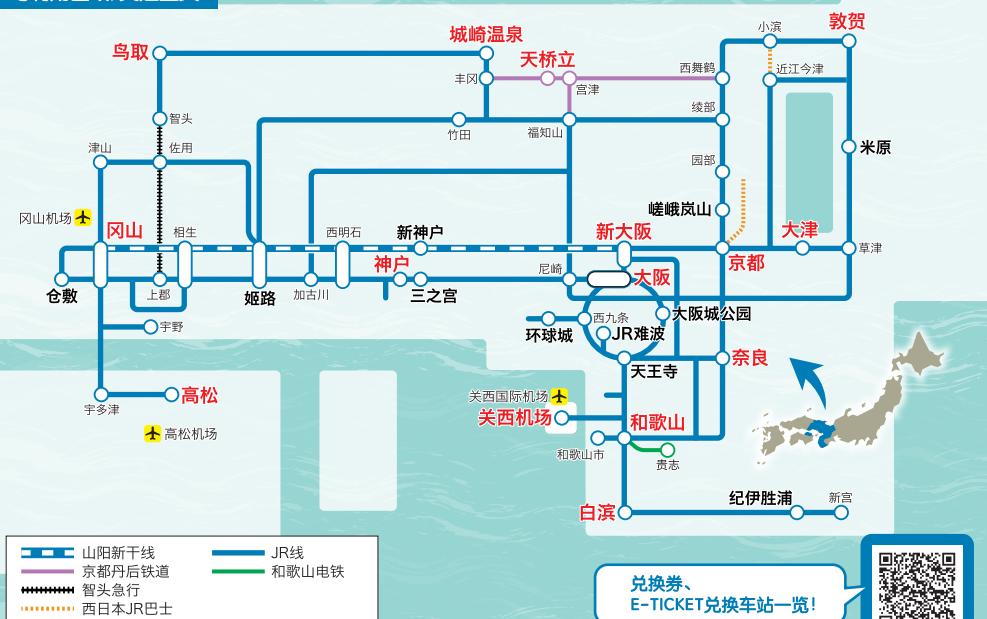 小滨
敦贺
鸟取
城崎温泉
天桥立
丰冈
宫津
西舞鹤
近江今津
智头
竹田
福知山
绫部
津山
佐用
园部
米原
冈山机场
冈山
相生
西明石
新神户
新大阪
嵯峨岚山
大津
神户
尼崎
大阪
京都
草津
仓敷
上郡
姬路
加古川
三之宫
宇野
环球城
西九条
JR难波
大阪城公园
天王寺
奈良
宇多津
高松
高松机场
关西国际机场
关西机场
和歌山
和歌山市
贵志
白滨
纪伊胜浦
新宫
山阳新干线
JR线
京都丹后铁道
和歌山电铁
智头急行
西日本JR巴士
兑换券、
E-TICKET兑换车站一览！